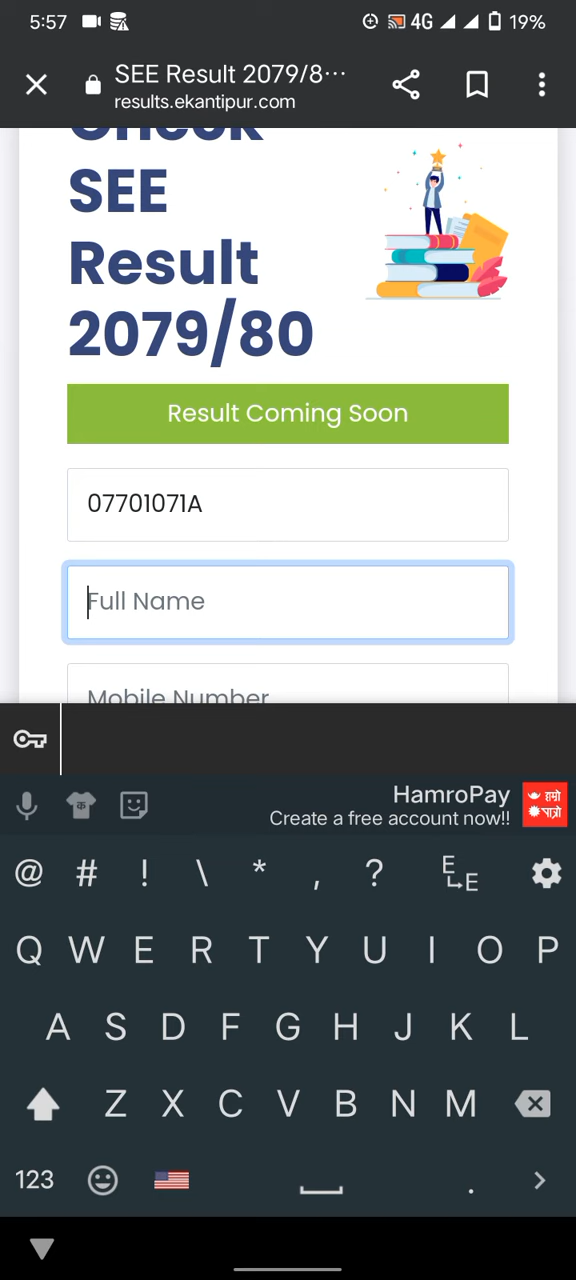 5:57 4G 19%
SEE Result 2079/8···
results.ekantipur.com
Check
SEE
Result
2079/80
Result Coming Soon
07701071A
Full Name
Mobile Number
HamroPay
Create a free account now!!
हाम्रो
पात्रो
@ # ! \ * , ? E E
Q W E R T Y U I O P
A S D F G H J K L
Z X C V B N M
123 .